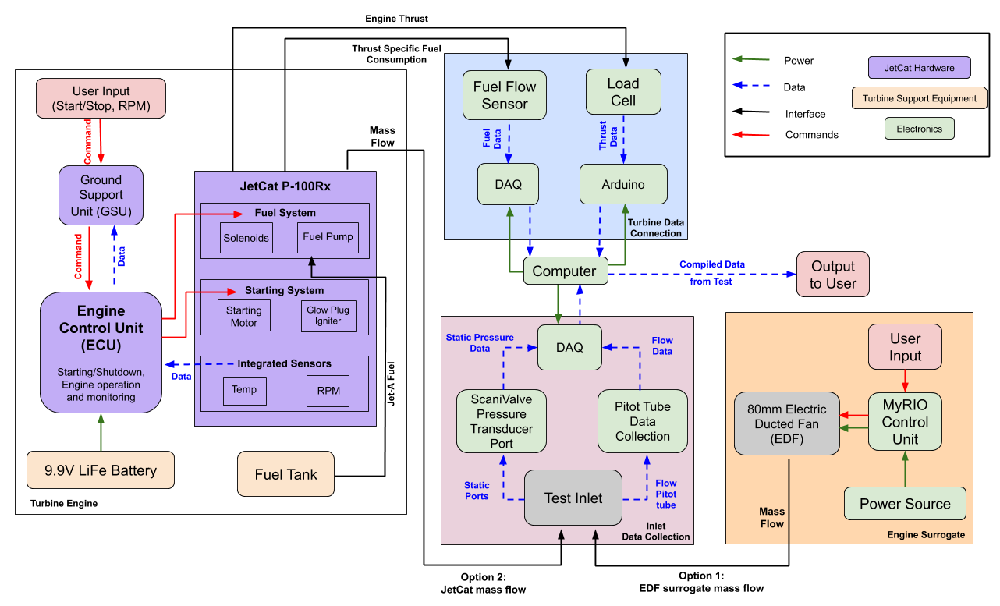 Engine Thrust
Thrust Specific Fuel
Consumption
Power
Data
Interface
Commands
JetCat Hardware
Turbine Support Equipment
Electronics
User Input
(Start/Stop, RPM)
Command
Ground
Support
Unit (GSU)
Command
Data
Engine
Control Unit
(ECU)
Starting/Shutdown,
Engine operation
and monitoring
9.9V LiFe Battery
Turbine Engine
JetCat P-100Rx
Fuel System
Solenoids
Fuel Pump
Starting System
Starting
Motor
Glow Plug
Igniter
Integrated Sensors
Temp
RPM
Data
Jet-A Fuel
Fuel Tank
Mass
Flow
Fuel Flow
Sensor
Load
Cell
Fuel
Data
Thrust
Data
DAQ
Arduino
Turbine Data
Connection
Computer
Compiled Data
from Test
Output
to User
Static Pressure
Data
DAQ
Flow
Data
ScaniValve
Pressure
Transducer
Port
Pitot Tube
Data
Collection
Static
Ports
Test Inlet
Flow
Pitot
tube
Inlet
Data Collection
User
Input
80mm Electric
Ducted Fan
(EDF)
MyRIO
Control
Unit
Power Source
Mass
Flow
Engine Surrogate
Option 2:
JetCat mass flow
Option 1:
EDF surrogate mass flow